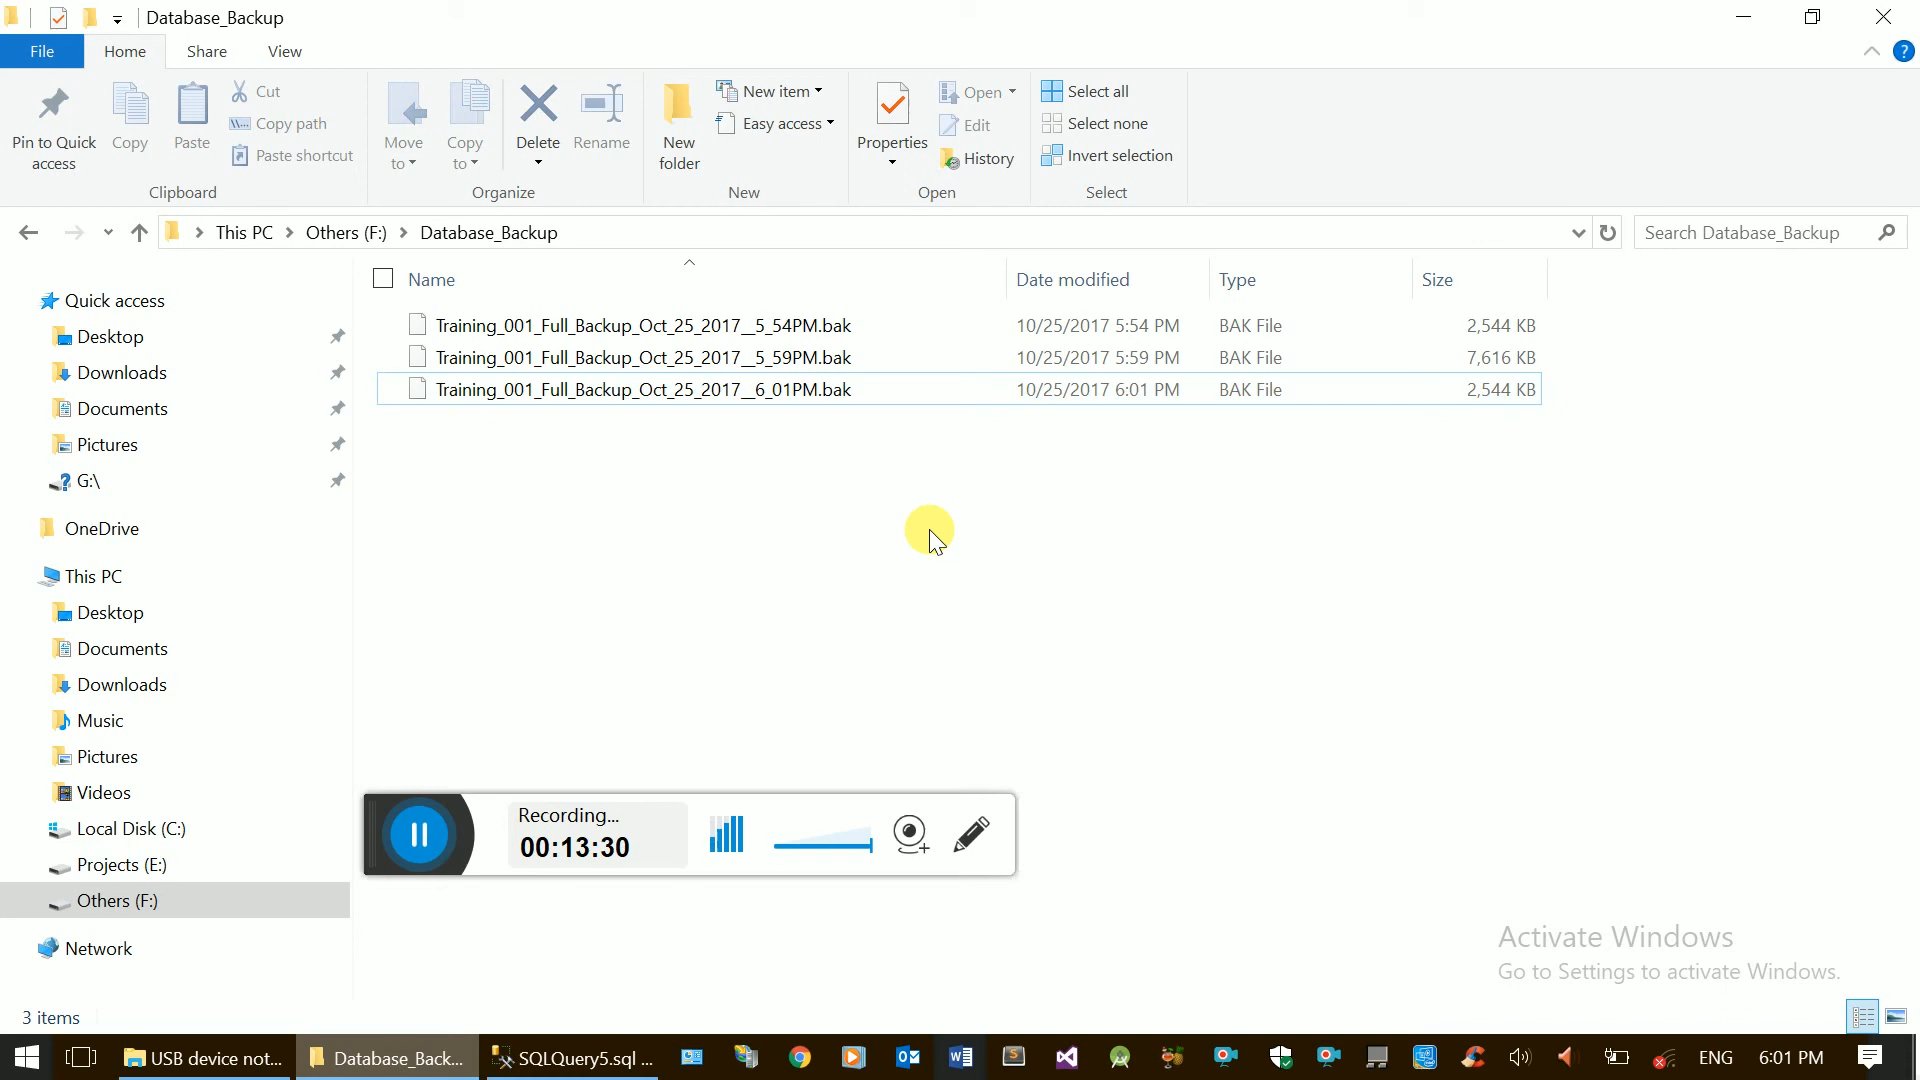 Database_Backup
File Home Share View
Pin to Quick access
Copy
Paste
Cut
Copy path
Paste shortcut
Clipboard
Move to
Copy to
Delete
Rename
Organize
New folder
New item
Easy access
New
Properties
Open
Edit
History
Open
Select all
Select none
Invert selection
Select
This PC Others (F:) Database_Backup
Search Database_Backup
Quick access
Desktop
Downloads
Documents
Pictures
G:\
OneDrive
This PC
Desktop
Documents
Downloads
Music
Pictures
Videos
Local Disk (C:)
Projects (E:)
Others (F:)
Network
Name Date modified Type Size
Training_001_Full_Backup_Oct_25_2017__5_54PM.bak 10/25/2017 5:54 PM BAK File 2,544 KB
Training_001_Full_Backup_Oct_25_2017__5_59PM.bak 10/25/2017 5:59 PM BAK File 7,616 KB
Training_001_Full_Backup_Oct_25_2017__6_01PM.bak 10/25/2017 6:01 PM BAK File 2,544 KB
Recording...
00:13:30
Activate Windows
Go to Settings to activate Windows.
3 items
USB device not... Database_Back... SQLQuery5.sql ... ENG 6:01 PM